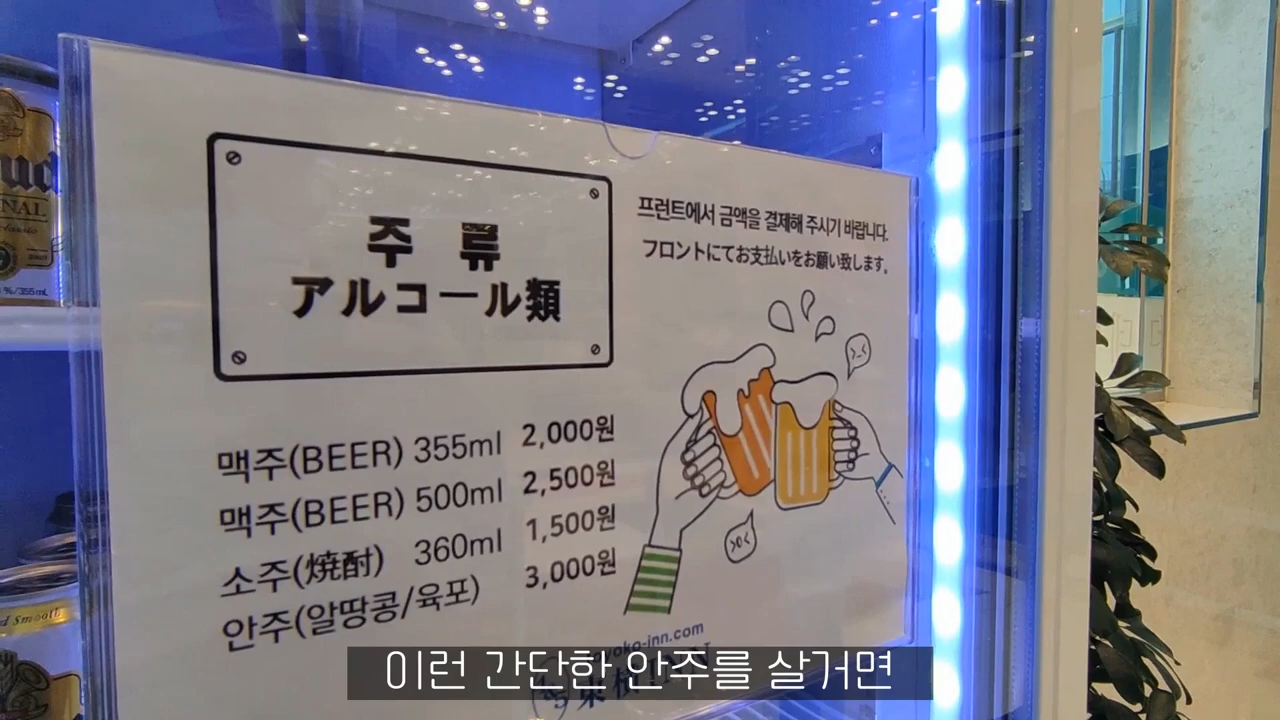 주 류
アルコール類
프런트에서 금액을 결제해 주시기 바랍니다.
フロントにてお支払いをお願い致します。
맥주(BEER) 355ml 2,000원
맥주(BEER) 500ml 2,500원
소주(焼酎) 360ml 1,500원
안주(알땅콩/육포) 3,000원
%/355mL
Smooth
oyoko-inn.com
이런 간단한 안주를 살거면